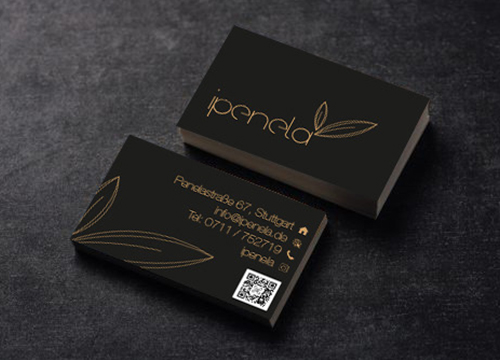 ipenela
Penelastraße 67, Stuttgart
info@ipenela.de
Tel: 0711 / 752719
ipenela